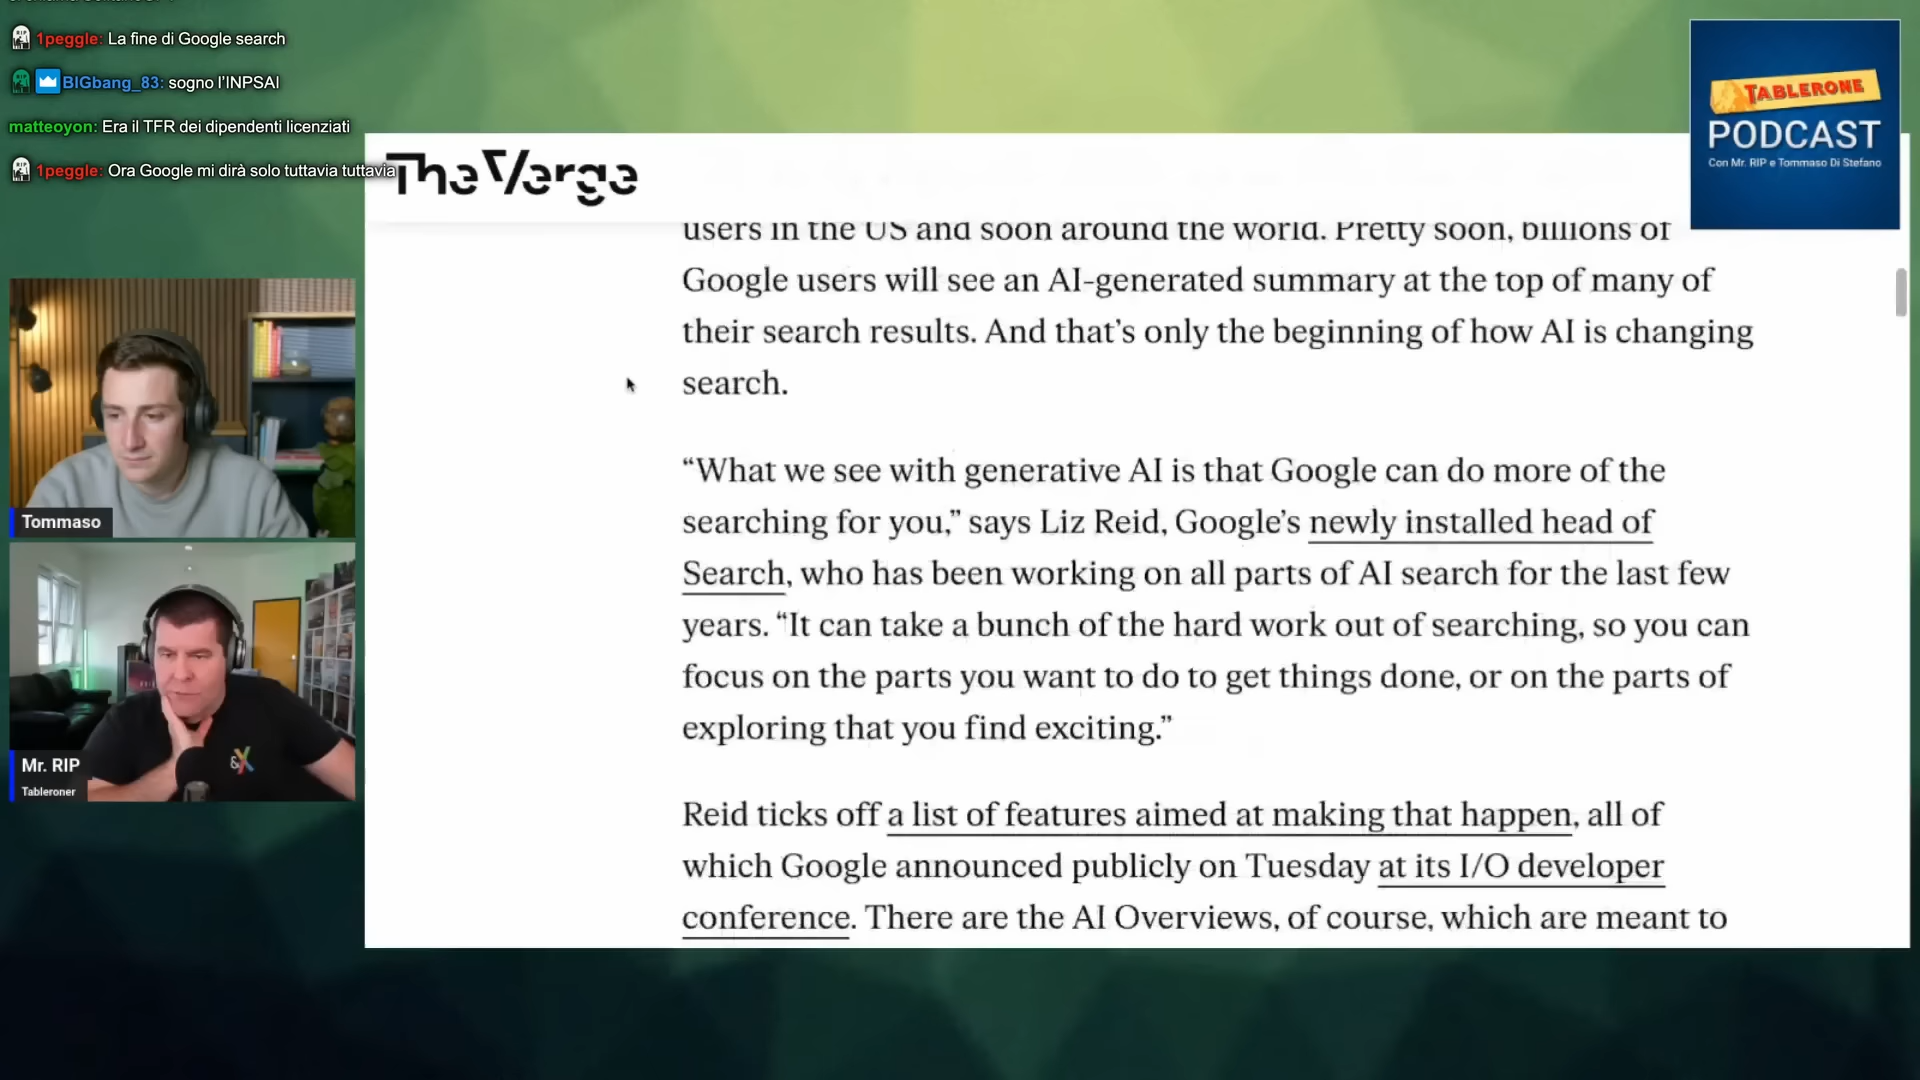 1peggle: La fine di Google search
BIGbang_83: sogno l'INPSAI
matteoyon: Era il TFR dei dipendenti licenziati
1peggle: Ora Google mi dirà solo tuttavia tuttavia
TABLERONE
PODCAST
Con Mr. RIP e Tommaso Di Stefano
The Verge
users in the US and soon around the world. Pretty soon, billions of
Google users will see an AI-generated summary at the top of many of
their search results. And that’s only the beginning of how AI is changing
search.
“What we see with generative AI is that Google can do more of the
searching for you,” says Liz Reid, Google’s newly installed head of
Search, who has been working on all parts of AI search for the last few
years. “It can take a bunch of the hard work out of searching, so you can
focus on the parts you want to do to get things done, or on the parts of
exploring that you find exciting.”
Reid ticks off a list of features aimed at making that happen, all of
which Google announced publicly on Tuesday at its I/O developer
conference. There are the AI Overviews, of course, which are meant to
Tommaso
Mr. RIP
Tableroner